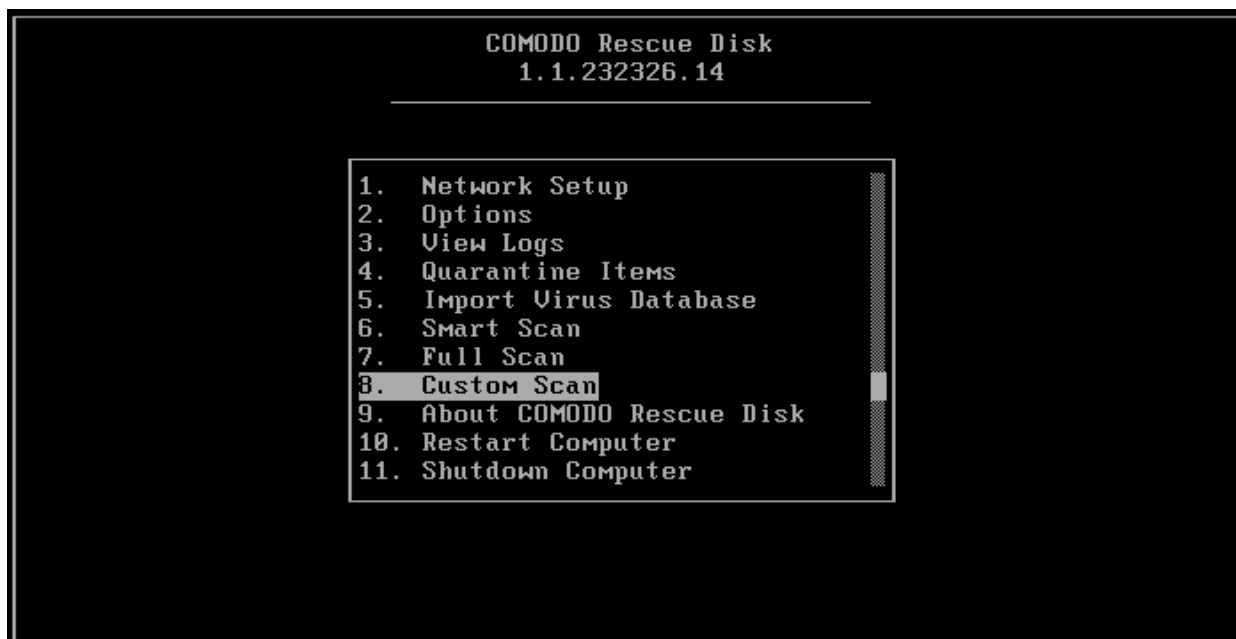 COMODO Rescue Disk
1.1.232326.14
1. Network Setup
2. Options
3. View Logs
4. Quarantine Items
5. Import Virus Database
6. Smart Scan
7. Full Scan
8. Custom Scan
9. About COMODO Rescue Disk
10. Restart Computer
11. Shutdown Computer